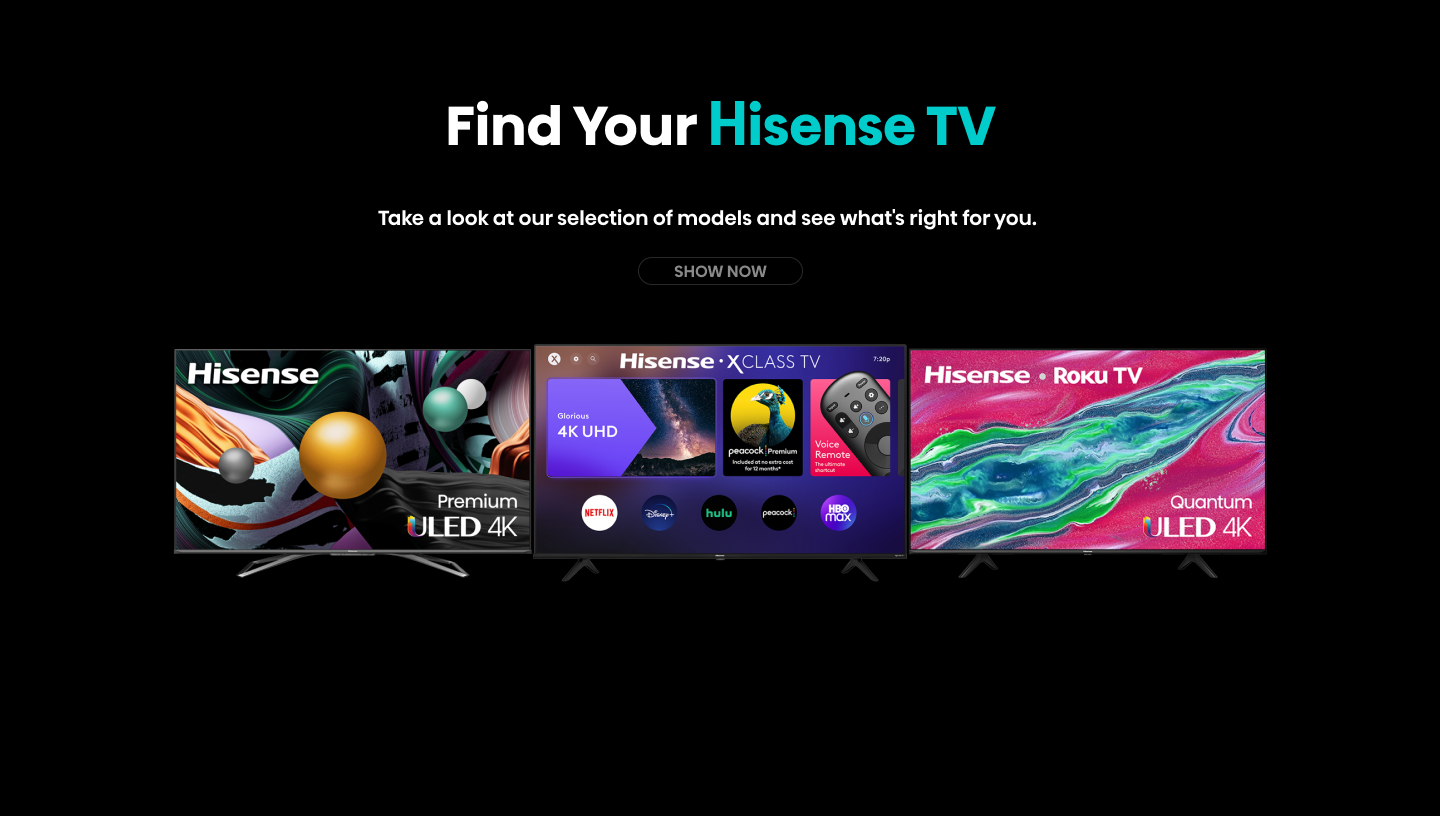 Find Your Hisense TV
Take a look at our selection of models and see what's right for you.
SHOW NOW
Hisense
Premium
ULED 4K
X
Hisense · XCLASS TV
7:20p
Glorious
4K UHD
peacock Premium
Included at no extra cost
for 12 months*
Voice
Remote
The ultimate
shortcut
NETFLIX
Disney+
hulu
peacock
HBO
max
Hisense • Roku TV
Quantum
ULED 4K